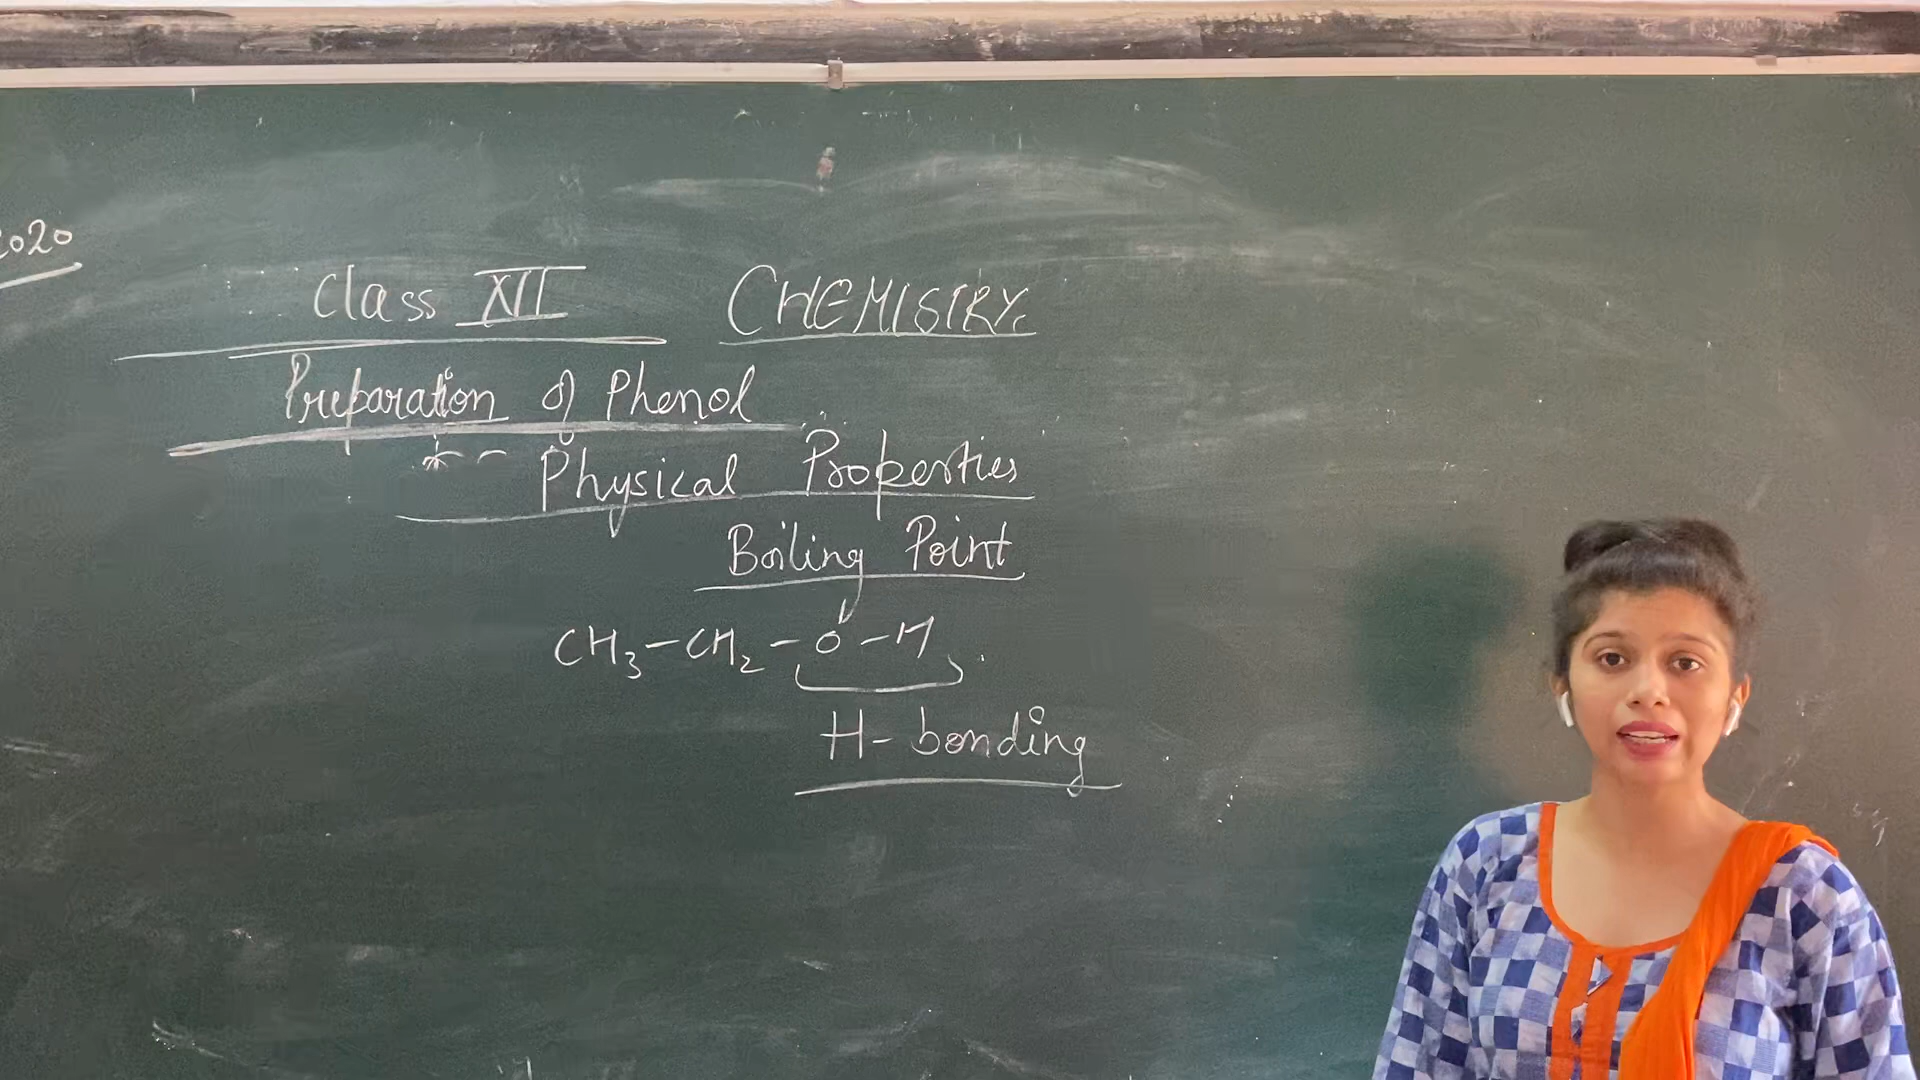 2020
Class XII CHEMISTRY
Preparation of Phenol
Physical Properties
Boiling Point
CH3-CH2-O-H
H-bonding